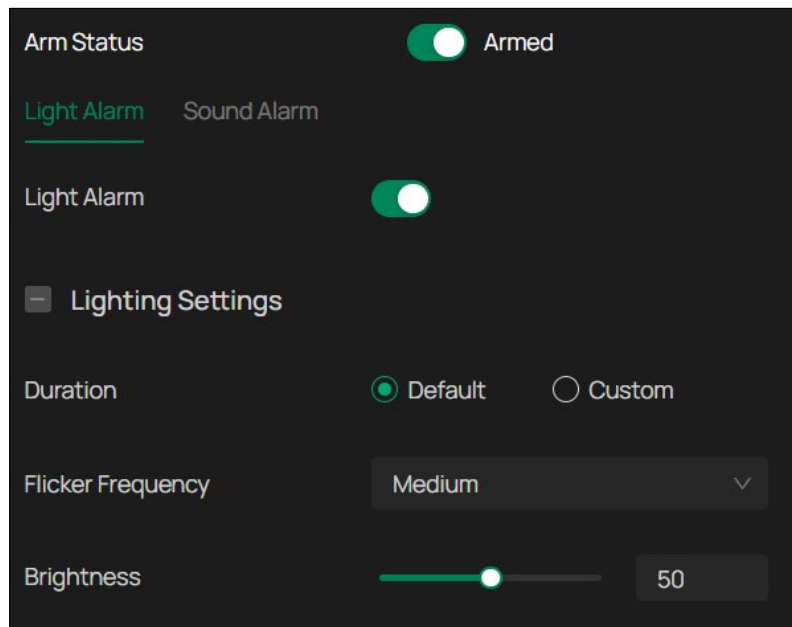 Arm Status Armed
Light Alarm Sound Alarm
Light Alarm
Lighting Settings
Duration Default Custom
Flicker Frequency Medium
Brightness 50